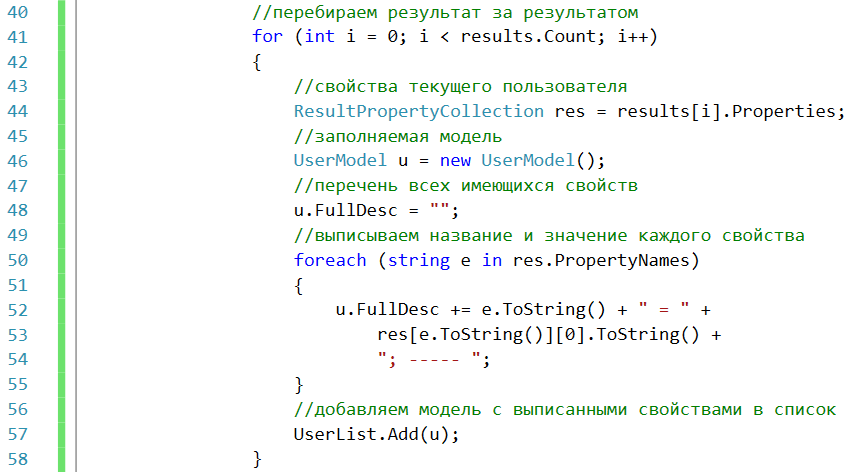 40 //перебираем результат за результатом
41 for (int i = 0; i < results.Count; i++)
42 {
43 //свойства текущего пользователя
44 ResultPropertyCollection res = results[i].Properties;
45 //заполняемая модель
46 UserModel u = new UserModel();
47 //перечень всех имеющихся свойств
48 u.FullDesc = "";
49 //выписываем название и значение каждого свойства
50 foreach (string e in res.PropertyNames)
51 {
52 u.FullDesc += e.ToString() + " = " +
53 res[e.ToString()][0].ToString() +
54 "; ----- ";
55 }
56 //добавляем модель с выписанными свойствами в список
57 UserList.Add(u);
58 }